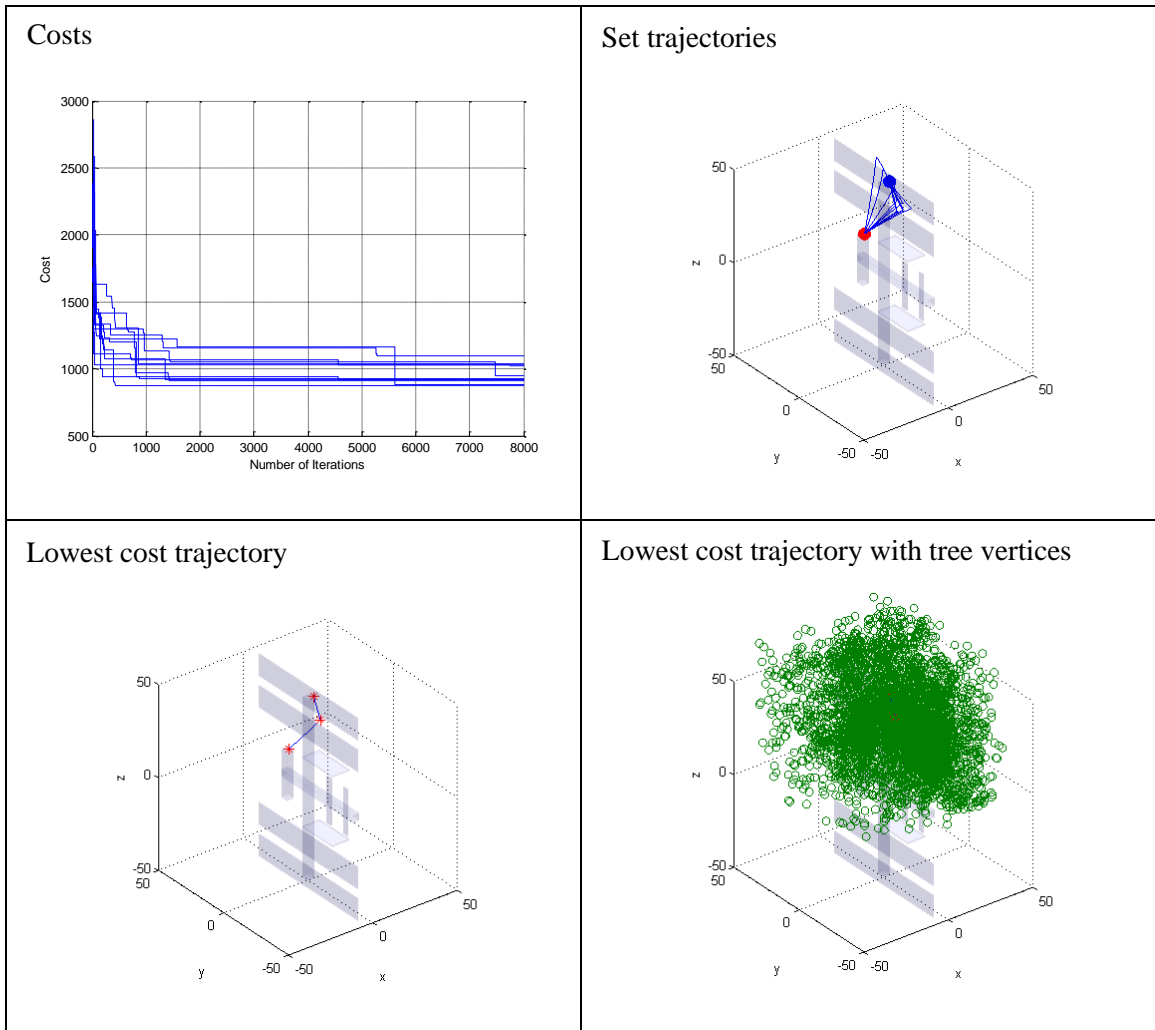 Costs
3000
2500
2000
1500
1000
500
Cost
0 1000 2000 3000 4000 5000 6000 7000 8000
Number of Iterations
Set trajectories
50
0
-50
z
50
0
-50
y
-50
0
50
x
Lowest cost trajectory
50
0
-50
z
50
0
-50
y
-50
0
50
x
Lowest cost trajectory with tree vertices
50
0
-50
z
50
0
-50
y
-50
0
50
x